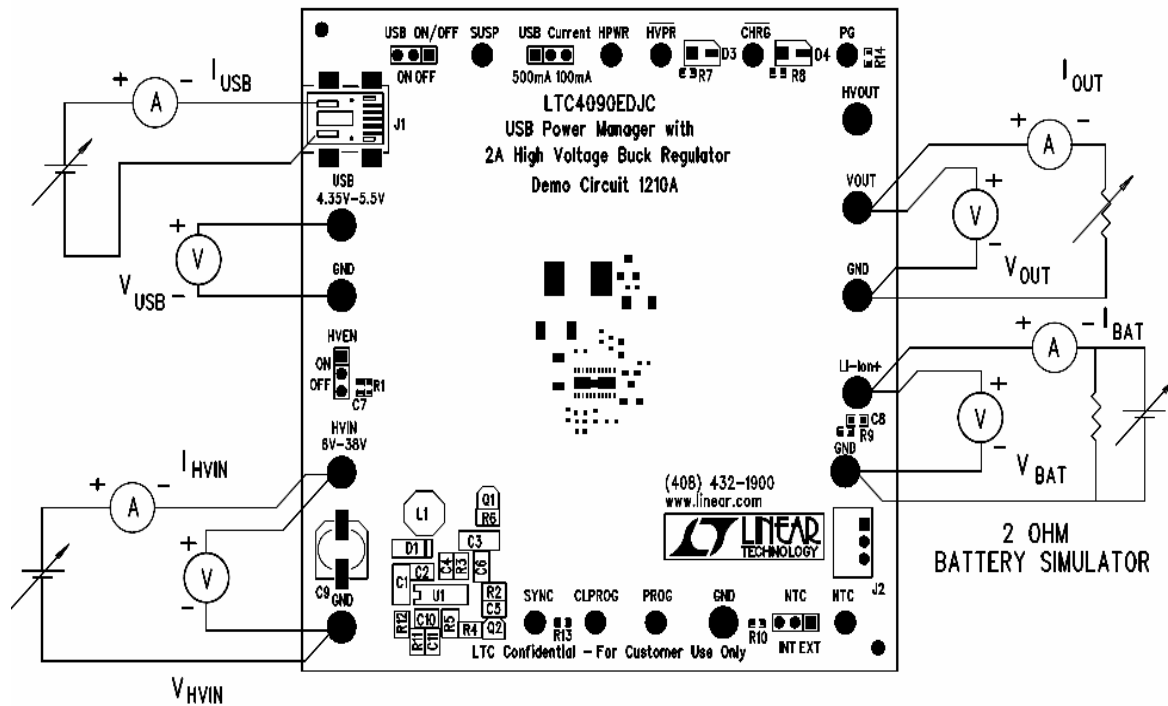 USB ON/OFF SUSP USB Current HPWR HVPR CHRG PG
D3 D4 R14
R7 R8
ON OFF 500mA 100mA
I USB
+ A -
LTC4090EDJC
USB Power Manager with
2A High Voltage Buck Regulator
Demo Circuit 1210A
J1
USB
4.35V-5.5V
+ V -
V USB
GND
HVEN
ON
OFF
R1
C7
HVIN
6V-38V
I HVIN
+ A -
+ V -
V HVIN
C9
GND
HVOUT
I OUT
+ A -
VOUT
+ V -
V OUT
GND
+ A - I BAT
LI-Ion+
+ V -
V BAT
C8
R9
GND
2 OHM
BATTERY SIMULATOR
(408) 432-1900
www.linear.com
LT LINEAR
TECHNOLOGY
J2
L1
Q1
R6
D1
C3
C1 C2 C4 R3 C6
U1 R2
C5
R12 C10 R5 R4 Q2
R11 C11
SYNC CLPROG PROG GND NTC NTC
R13 R10
INT EXT
LTC Confidential - For Customer Use Only